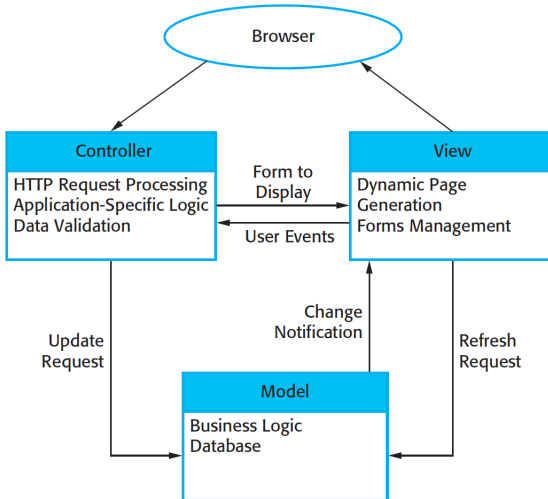 Browser
Controller
HTTP Request Processing
Application-Specific Logic
Data Validation
Form to
Display
User Events
View
Dynamic Page
Generation
Forms Management
Update
Request
Change
Notification
Refresh
Request
Model
Business Logic
Database